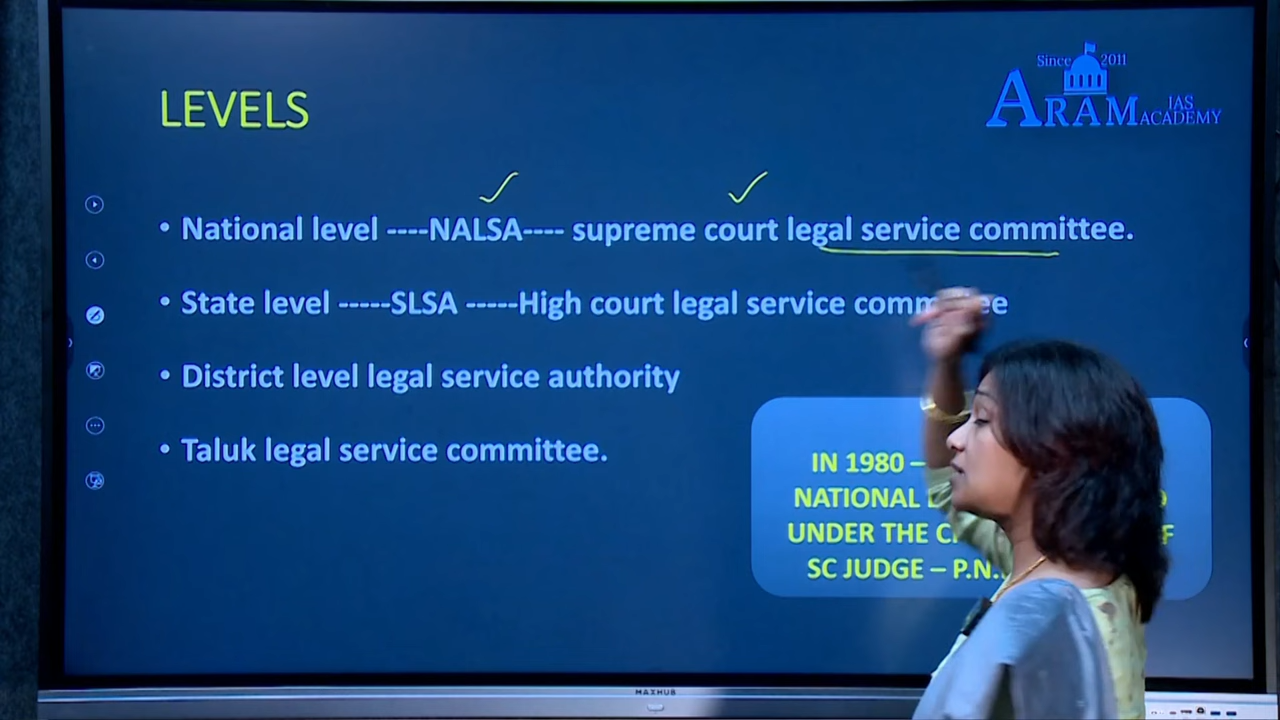 Since 2011
ARAM IAS ACADEMY
LEVELS
• National level ----NALSA---- supreme court legal service committee.
• State level -----SLSA -----High court legal service
• District level legal service authority
• Taluk legal service committee.
IN 1980 –
NATIONAL
UNDER THE
SC JUDGE – P.N.
MAXHUB